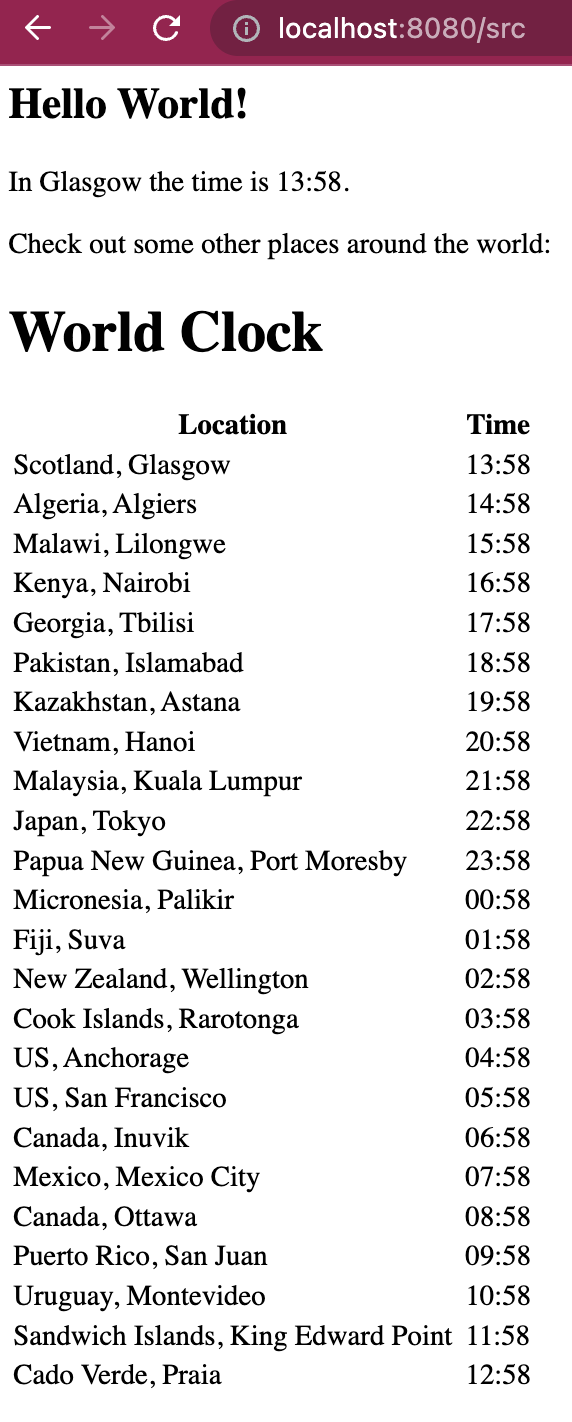 localhost:8080/src
Hello World!
In Glasgow the time is 13:58.
Check out some other places around the world:
World Clock
Location Time
Scotland, Glasgow 13:58
Algeria, Algiers 14:58
Malawi, Lilongwe 15:58
Kenya, Nairobi 16:58
Georgia, Tbilisi 17:58
Pakistan, Islamabad 18:58
Kazakhstan, Astana 19:58
Vietnam, Hanoi 20:58
Malaysia, Kuala Lumpur 21:58
Japan, Tokyo 22:58
Papua New Guinea, Port Moresby 23:58
Micronesia, Palikir 00:58
Fiji, Suva 01:58
New Zealand, Wellington 02:58
Cook Islands, Rarotonga 03:58
US, Anchorage 04:58
US, San Francisco 05:58
Canada, Inuvik 06:58
Mexico, Mexico City 07:58
Canada, Ottawa 08:58
Puerto Rico, San Juan 09:58
Uruguay, Montevideo 10:58
Sandwich Islands, King Edward Point 11:58
Cado Verde, Praia 12:58